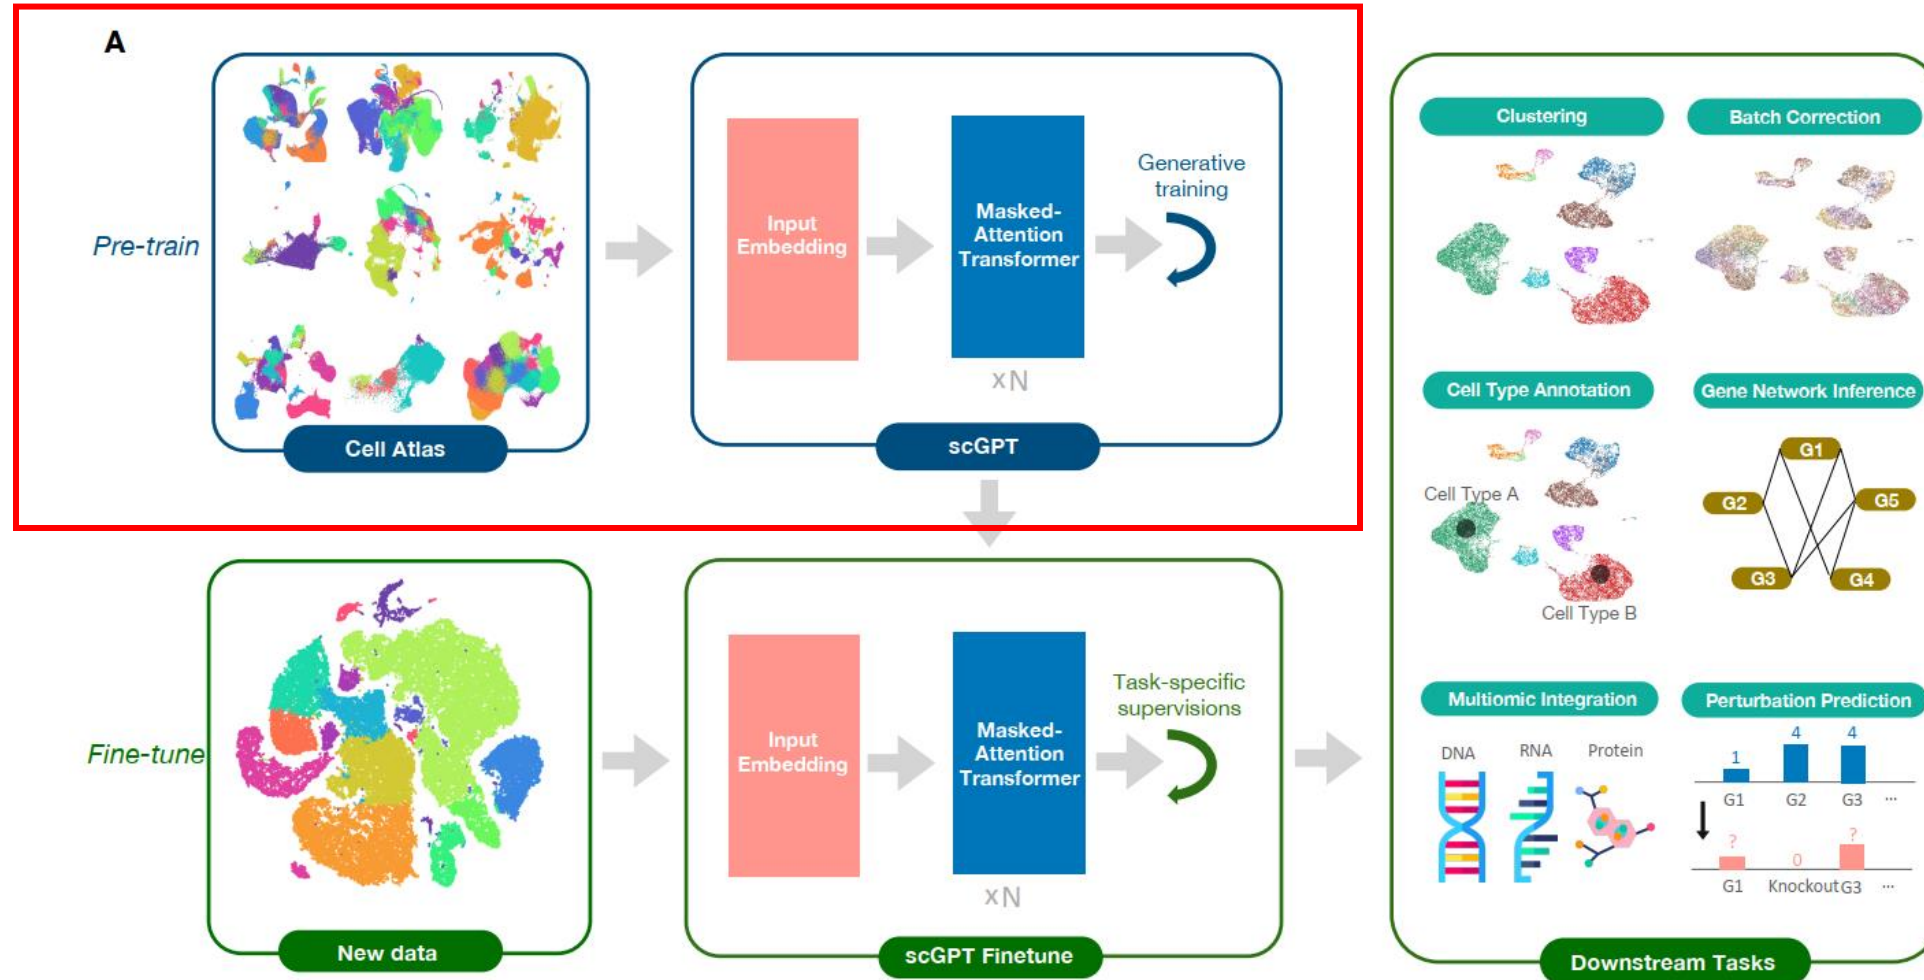 A
Pre-train
Cell Atlas
Input
Embedding
Masked-
Attention
Transformer
xN
Generative
training
scGPT
Fine-tune
New data
Input
Embedding
Masked-
Attention
Transformer
xN
Task-specific
supervisions
scGPT Finetune
Clustering
Batch Correction
Cell Type Annotation
Cell Type A
Cell Type B
Gene Network Inference
G1
G2
G5
G3
G4
Multiomic Integration
DNA
RNA
Protein
Perturbation Prediction
1
4
4
G1
G2
G3
...
?
0
?
G1
Knockout
G3
...
Downstream Tasks